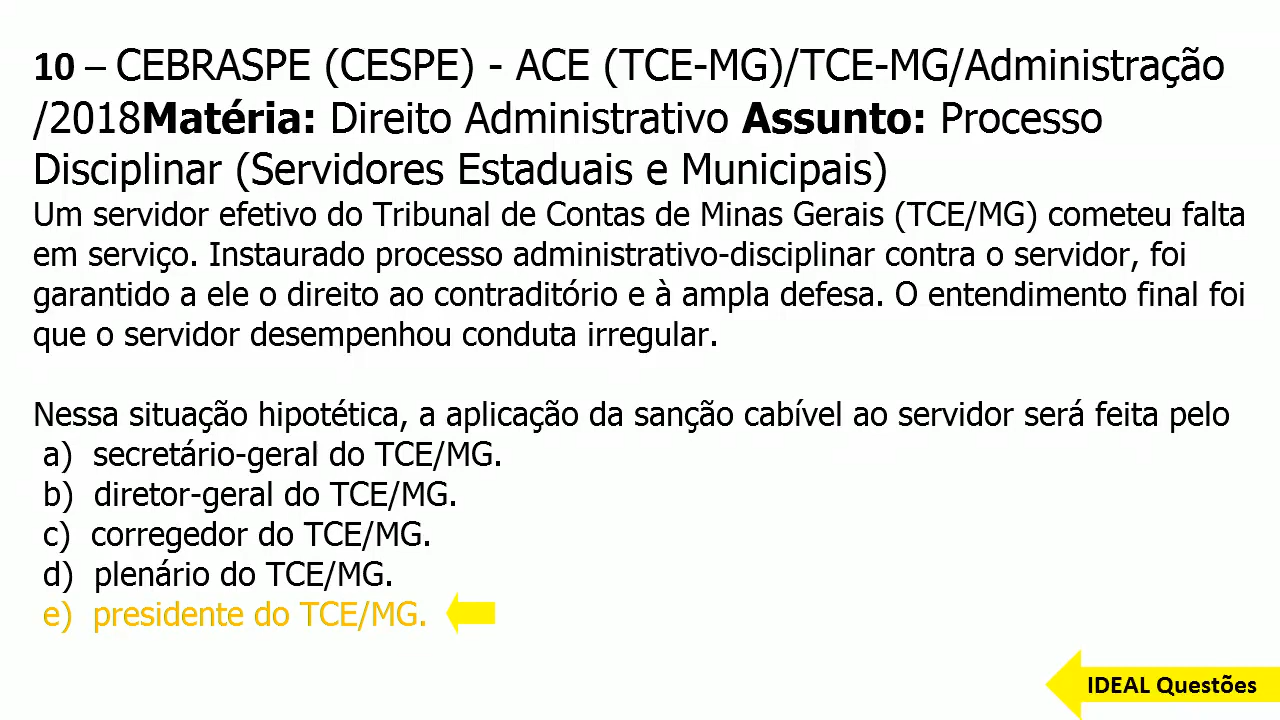 10 – CEBRASPE (CESPE) - ACE (TCE-MG)/TCE-MG/Administração
/2018Matéria: Direito Administrativo Assunto: Processo
Disciplinar (Servidores Estaduais e Municipais)
Um servidor efetivo do Tribunal de Contas de Minas Gerais (TCE/MG) cometeu falta
em serviço. Instaurado processo administrativo-disciplinar contra o servidor, foi
garantido a ele o direito ao contraditório e à ampla defesa. O entendimento final foi
que o servidor desempenhou conduta irregular.
Nessa situação hipotética, a aplicação da sanção cabível ao servidor será feita pelo
a) secretário-geral do TCE/MG.
b) diretor-geral do TCE/MG.
c) corregedor do TCE/MG.
d) plenário do TCE/MG.
e) presidente do TCE/MG.
IDEAL Questões